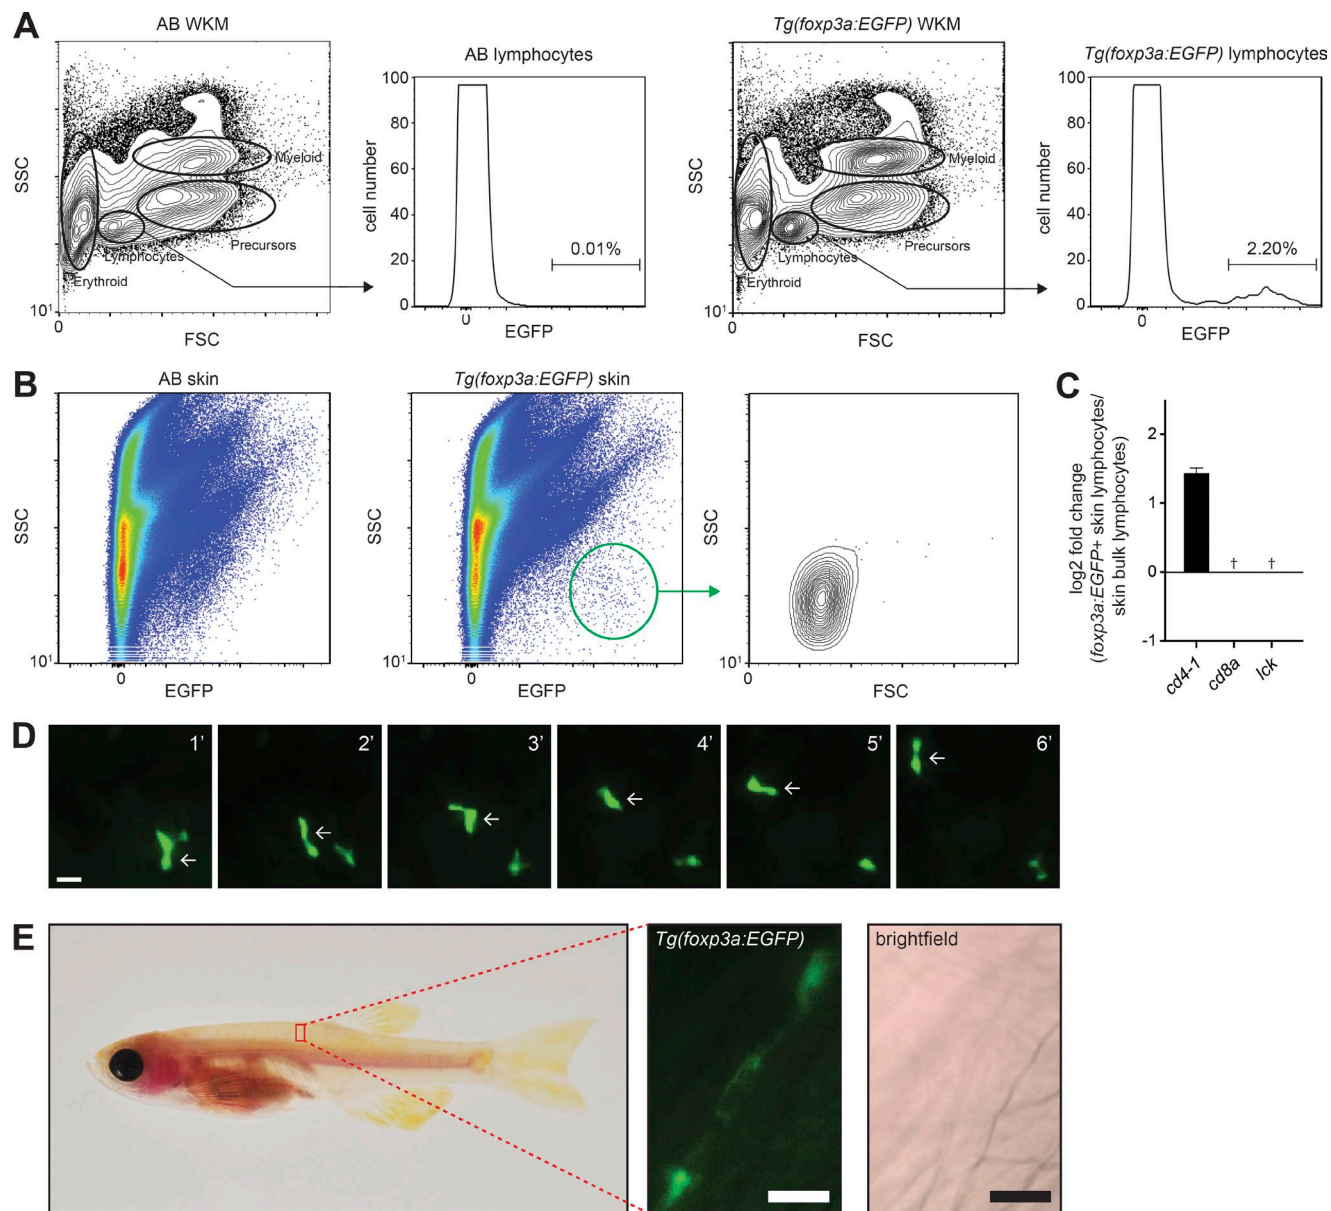 A
AB WKM
SSC
Myeloid
Precursors
Lymphocytes
Erythroid
10¹
0
FSC
AB lymphocytes
cell number
100
80
60
40
20
0
0.01%
0
EGFP
Tg(foxp3a:EGFP) WKM
SSC
Myeloid
Precursors
Lymphocytes
Erythroid
10¹
0
FSC
Tg(foxp3a:EGFP) lymphocytes
cell number
100
80
60
40
20
0
2.20%
0
EGFP
B
AB skin
SSC
10¹
0
EGFP
Tg(foxp3a:EGFP) skin
SSC
10¹
0
EGFP
SSC
10¹
FSC
C
log2 fold change
(foxp3a:EGFP+ skin lymphocytes/
skin bulk lymphocytes)
2
1
0
-1
† †
cd4-1
cd8a
lck
D
1’ 2’ 3’ 4’ 5’ 6’
E
Tg(foxp3a:EGFP)
brightfield